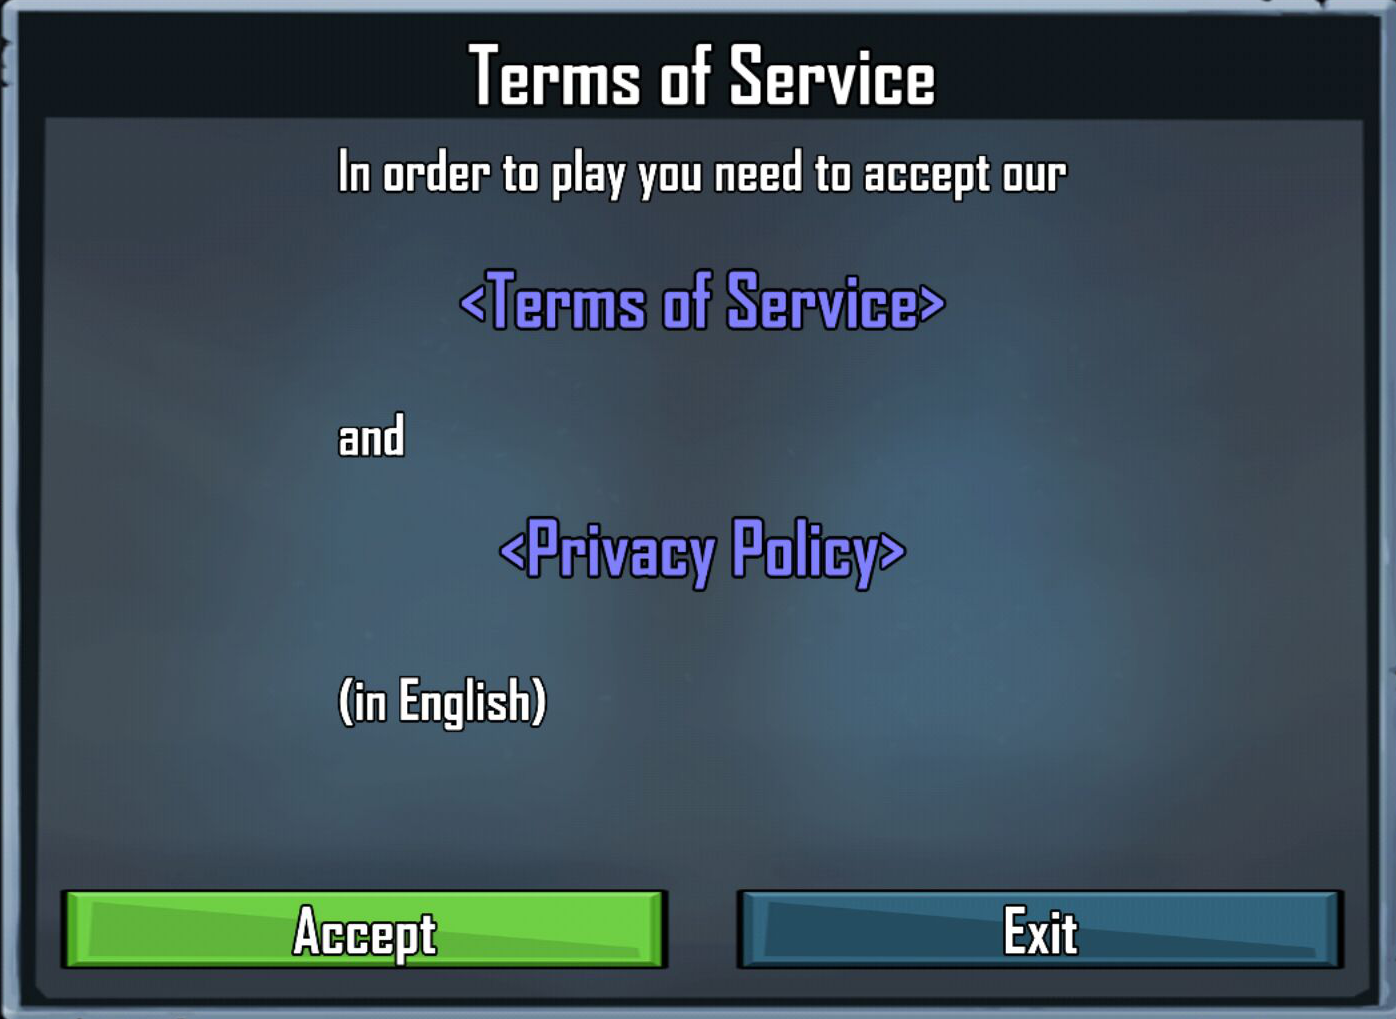 Terms of Service
In order to play you need to accept our
<Terms of Service>
and
<Privacy Policy>
(in English)
Accept
Exit